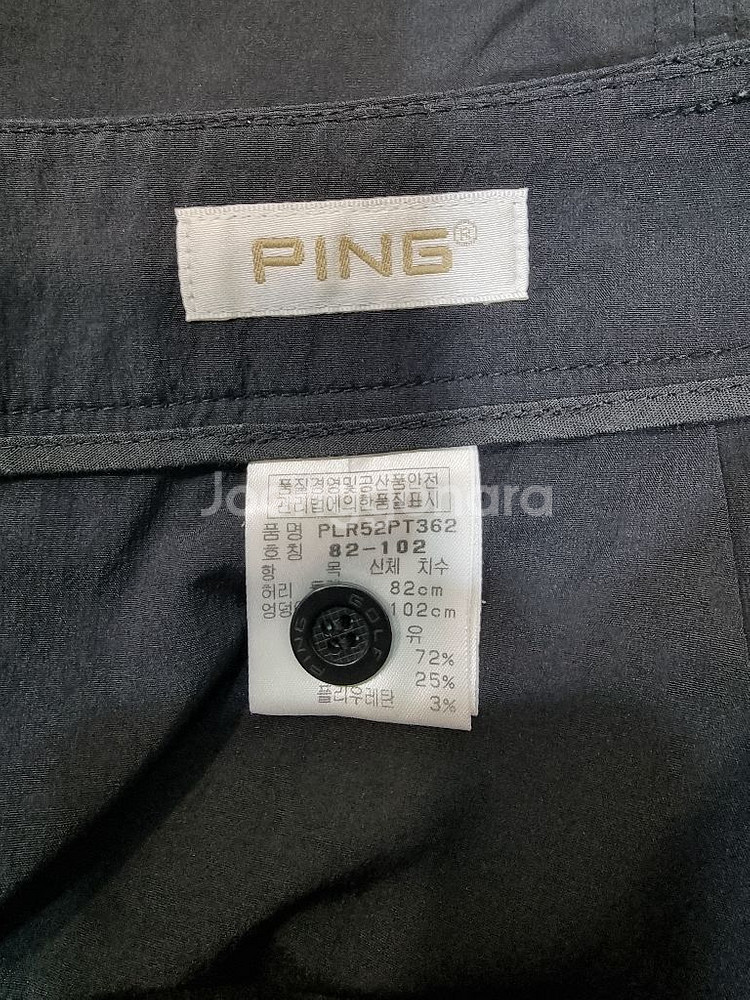 PING®
품질경영및공산품안전
관리법에의한품질표시
품 명 PLR52PT362
호 칭 82-102
항 목 신체 치수
허리 82cm
102cm
유
72%
25%
폴리우레탄 3%
PING GOLF